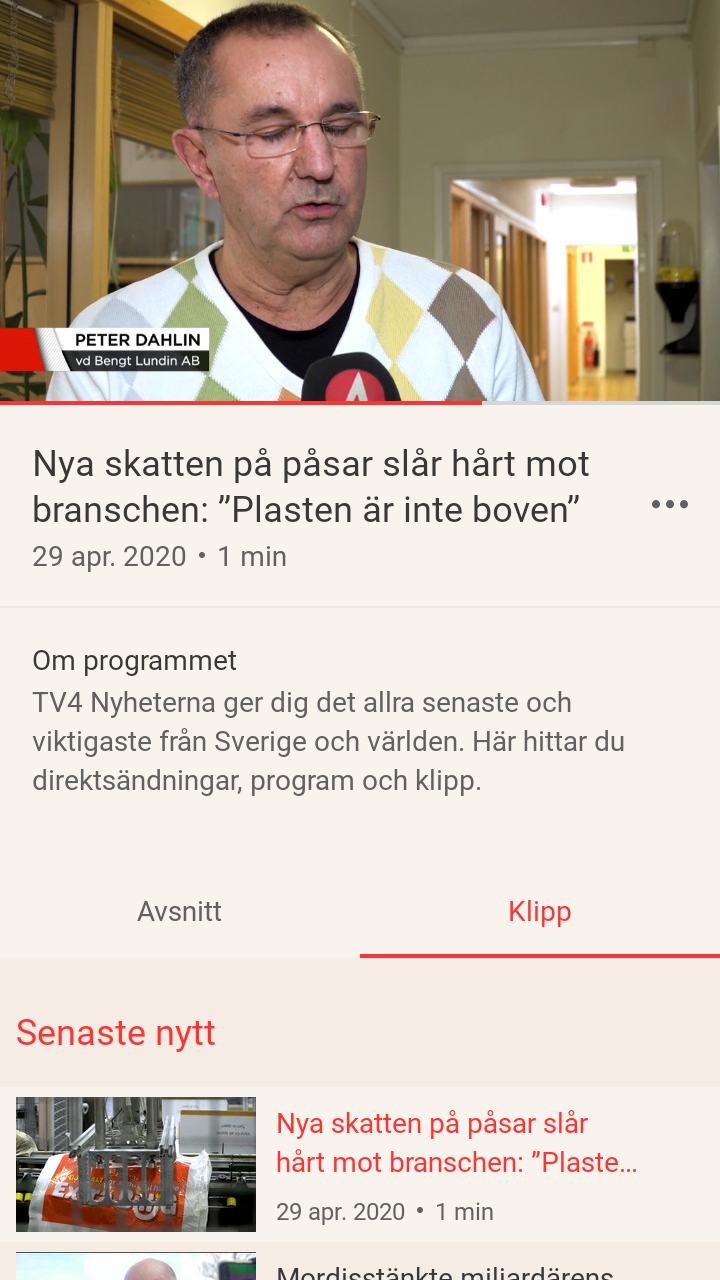 PETER DAHLIN
vd Bengt Lundin AB
Nya skatten på påsar slår hårt mot
branschen: ”Plasten är inte boven”
29 apr. 2020 • 1 min
Om programmet
TV4 Nyheterna ger dig det allra senaste och
viktigaste från Sverige och världen. Här hittar du
direktsändningar, program och klipp.
Avsnitt
Klipp
Senaste nytt
Nya skatten på påsar slår
hårt mot branschen: ”Plaste...
29 apr. 2020 • 1 min
Mordisstänkte miljardärens